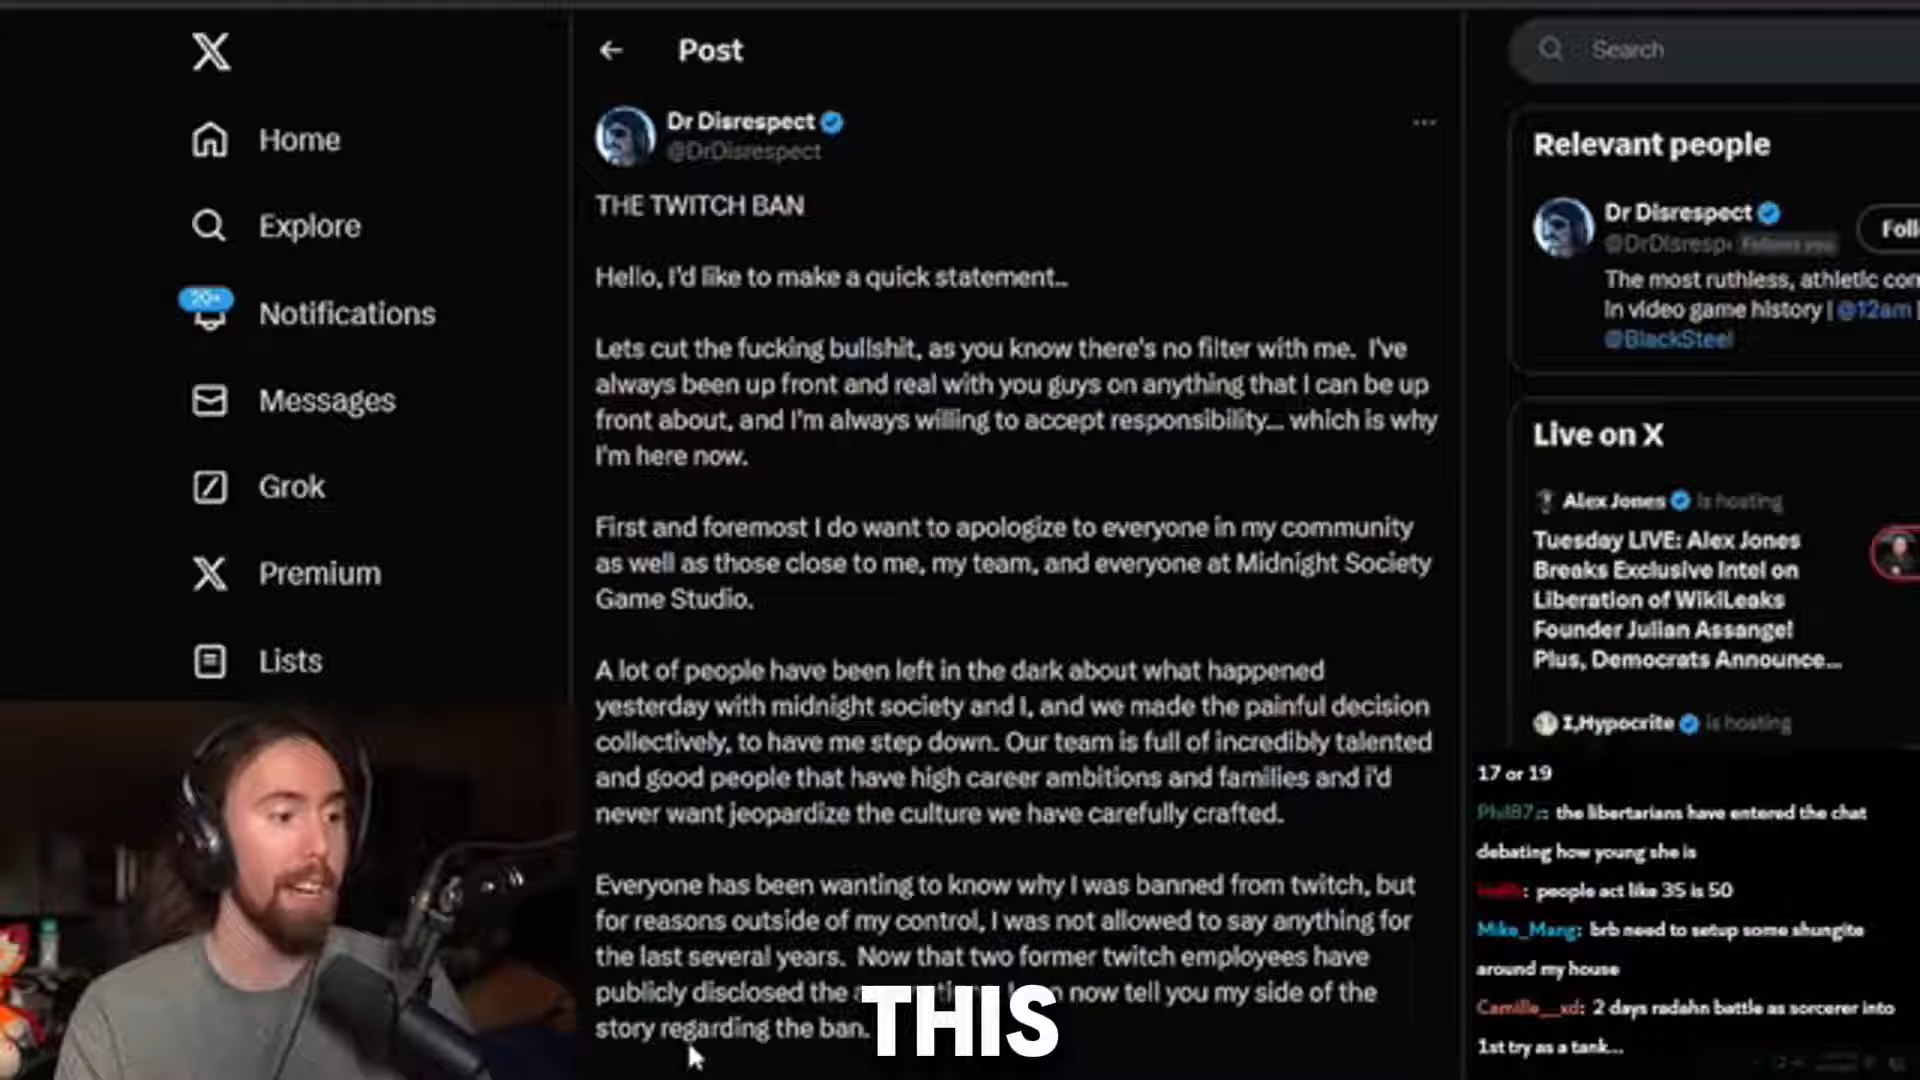 Post
Search
Home
Explore
20+
Notifications
Messages
Grok
Premium
Lists
Dr Disrespect
@DrDisrespect
THE TWITCH BAN
Hello, I'd like to make a quick statement...
Lets cut the fucking bullshit, as you know there's no filter with me. I've
always been up front and real with you guys on anything that I can be up
front about, and I'm always willing to accept responsibility... which is why
I'm here now.
First and foremost I do want to apologize to everyone in my community
as well as those close to me, my team, and everyone at Midnight Society
Game Studio.
A lot of people have been left in the dark about what happened
yesterday with midnight society and I, and we made the painful decision
collectively, to have me step down. Our team is full of incredibly talented
and good people that have high career ambitions and families and i'd
never want jeopardize the culture we have carefully crafted.
Everyone has been wanting to know why I was banned from twitch, but
for reasons outside of my control, I was not allowed to say anything for
the last several years. Now that two former twitch employees have
publicly disclosed the now tell you my side of the
story regarding the ban.
THIS
Relevant people
Dr Disrespect
@DrDisresp Follows you
Foll
The most ruthless, athletic com
in video game history | @12am |
@BlackSteel
Live on X
Alex Jones is hosting
Tuesday LIVE: Alex Jones
Breaks Exclusive Intel on
Liberation of WikiLeaks
Founder Julian Assange!
Plus, Democrats Announce...
I,Hypocrite is hosting
17 or 19
the libertarians have entered the chat
debating how young she is
people act like 35 is 50
Mike_Mang: brb need to setup some shungite
around my house
Camille__xd: 2 days radahn battle as sorcerer into
1st try as a tank...